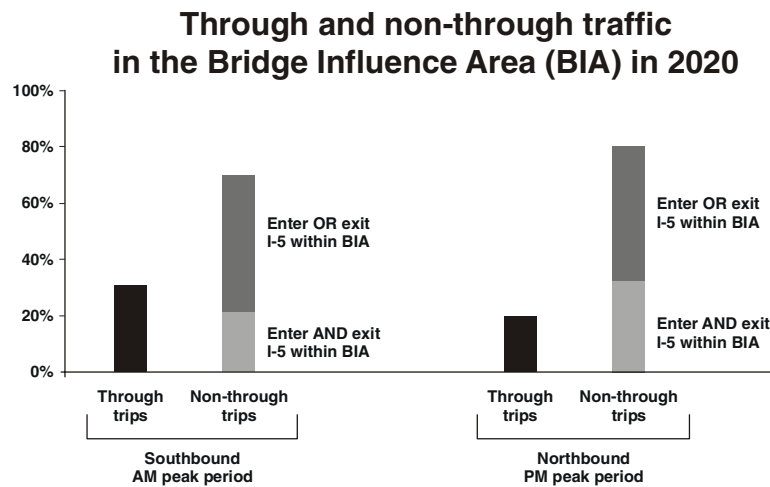 Through and non-through traffic
in the Bridge Influence Area (BIA) in 2020
100%
80%
60%
40%
20%
0%
Enter OR exit
I-5 within BIA
Enter AND exit
I-5 within BIA
Enter OR exit
I-5 within BIA
Enter AND exit
I-5 within BIA
Through
trips
Non-through
trips
Through
trips
Non-through
trips
Southbound
AM peak period
Northbound
PM peak period